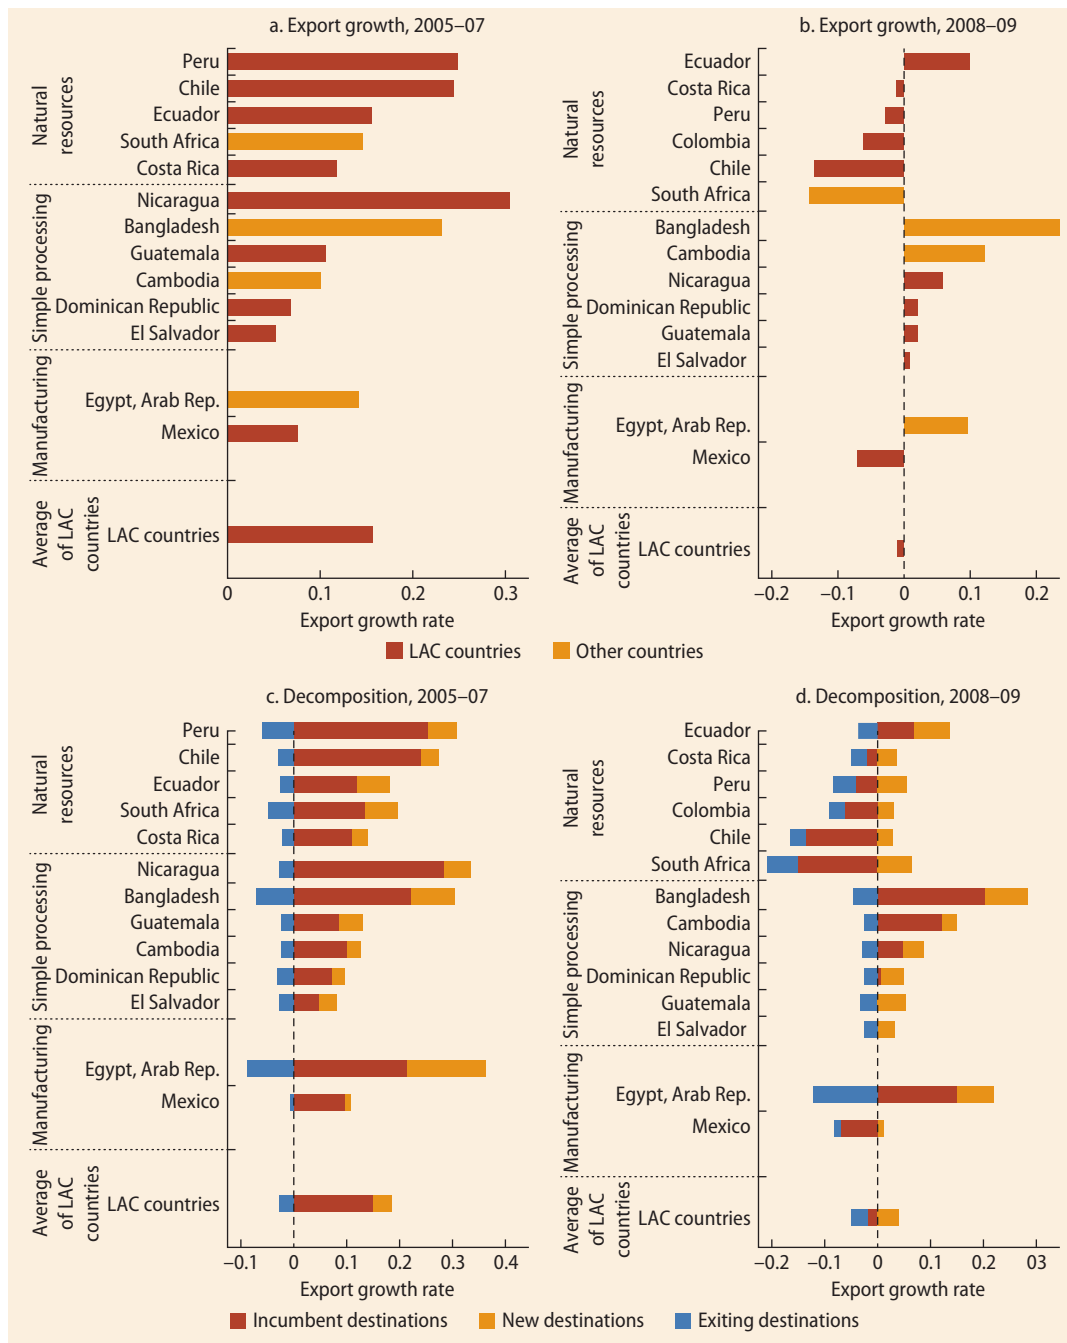 a. Export growth, 2005–07
Natural
resources
Peru
Chile
Ecuador
South Africa
Costa Rica
Simple processing
Nicaragua
Bangladesh
Guatemala
Cambodia
Dominican Republic
El Salvador
Manufacturing
Egypt, Arab Rep.
Mexico
Average
of LAC
countries
LAC countries
0 0.1 0.2 0.3
Export growth rate
b. Export growth, 2008–09
Natural
resources
Ecuador
Costa Rica
Peru
Colombia
Chile
South Africa
Simple processing
Bangladesh
Cambodia
Nicaragua
Dominican Republic
Guatemala
El Salvador
Manufacturing
Egypt, Arab Rep.
Mexico
Average
of LAC
countries
LAC countries
–0.2 –0.1 0 0.1 0.2
Export growth rate
LAC countries Other countries
c. Decomposition, 2005–07
Natural
resources
Peru
Chile
Ecuador
South Africa
Costa Rica
Simple processing
Nicaragua
Bangladesh
Guatemala
Cambodia
Dominican Republic
El Salvador
Manufacturing
Egypt, Arab Rep.
Mexico
Average
of LAC
countries
LAC countries
–0.1 0 0.1 0.2 0.3 0.4
Export growth rate
d. Decomposition, 2008–09
Natural
resources
Ecuador
Costa Rica
Peru
Colombia
Chile
South Africa
Simple processing
Bangladesh
Cambodia
Nicaragua
Dominican Republic
Guatemala
El Salvador
Manufacturing
Egypt, Arab Rep.
Mexico
Average
of LAC
countries
LAC countries
–0.2 –0.1 0 0.1 0.2 0.3
Export growth rate
Incumbent destinations New destinations Exiting destinations